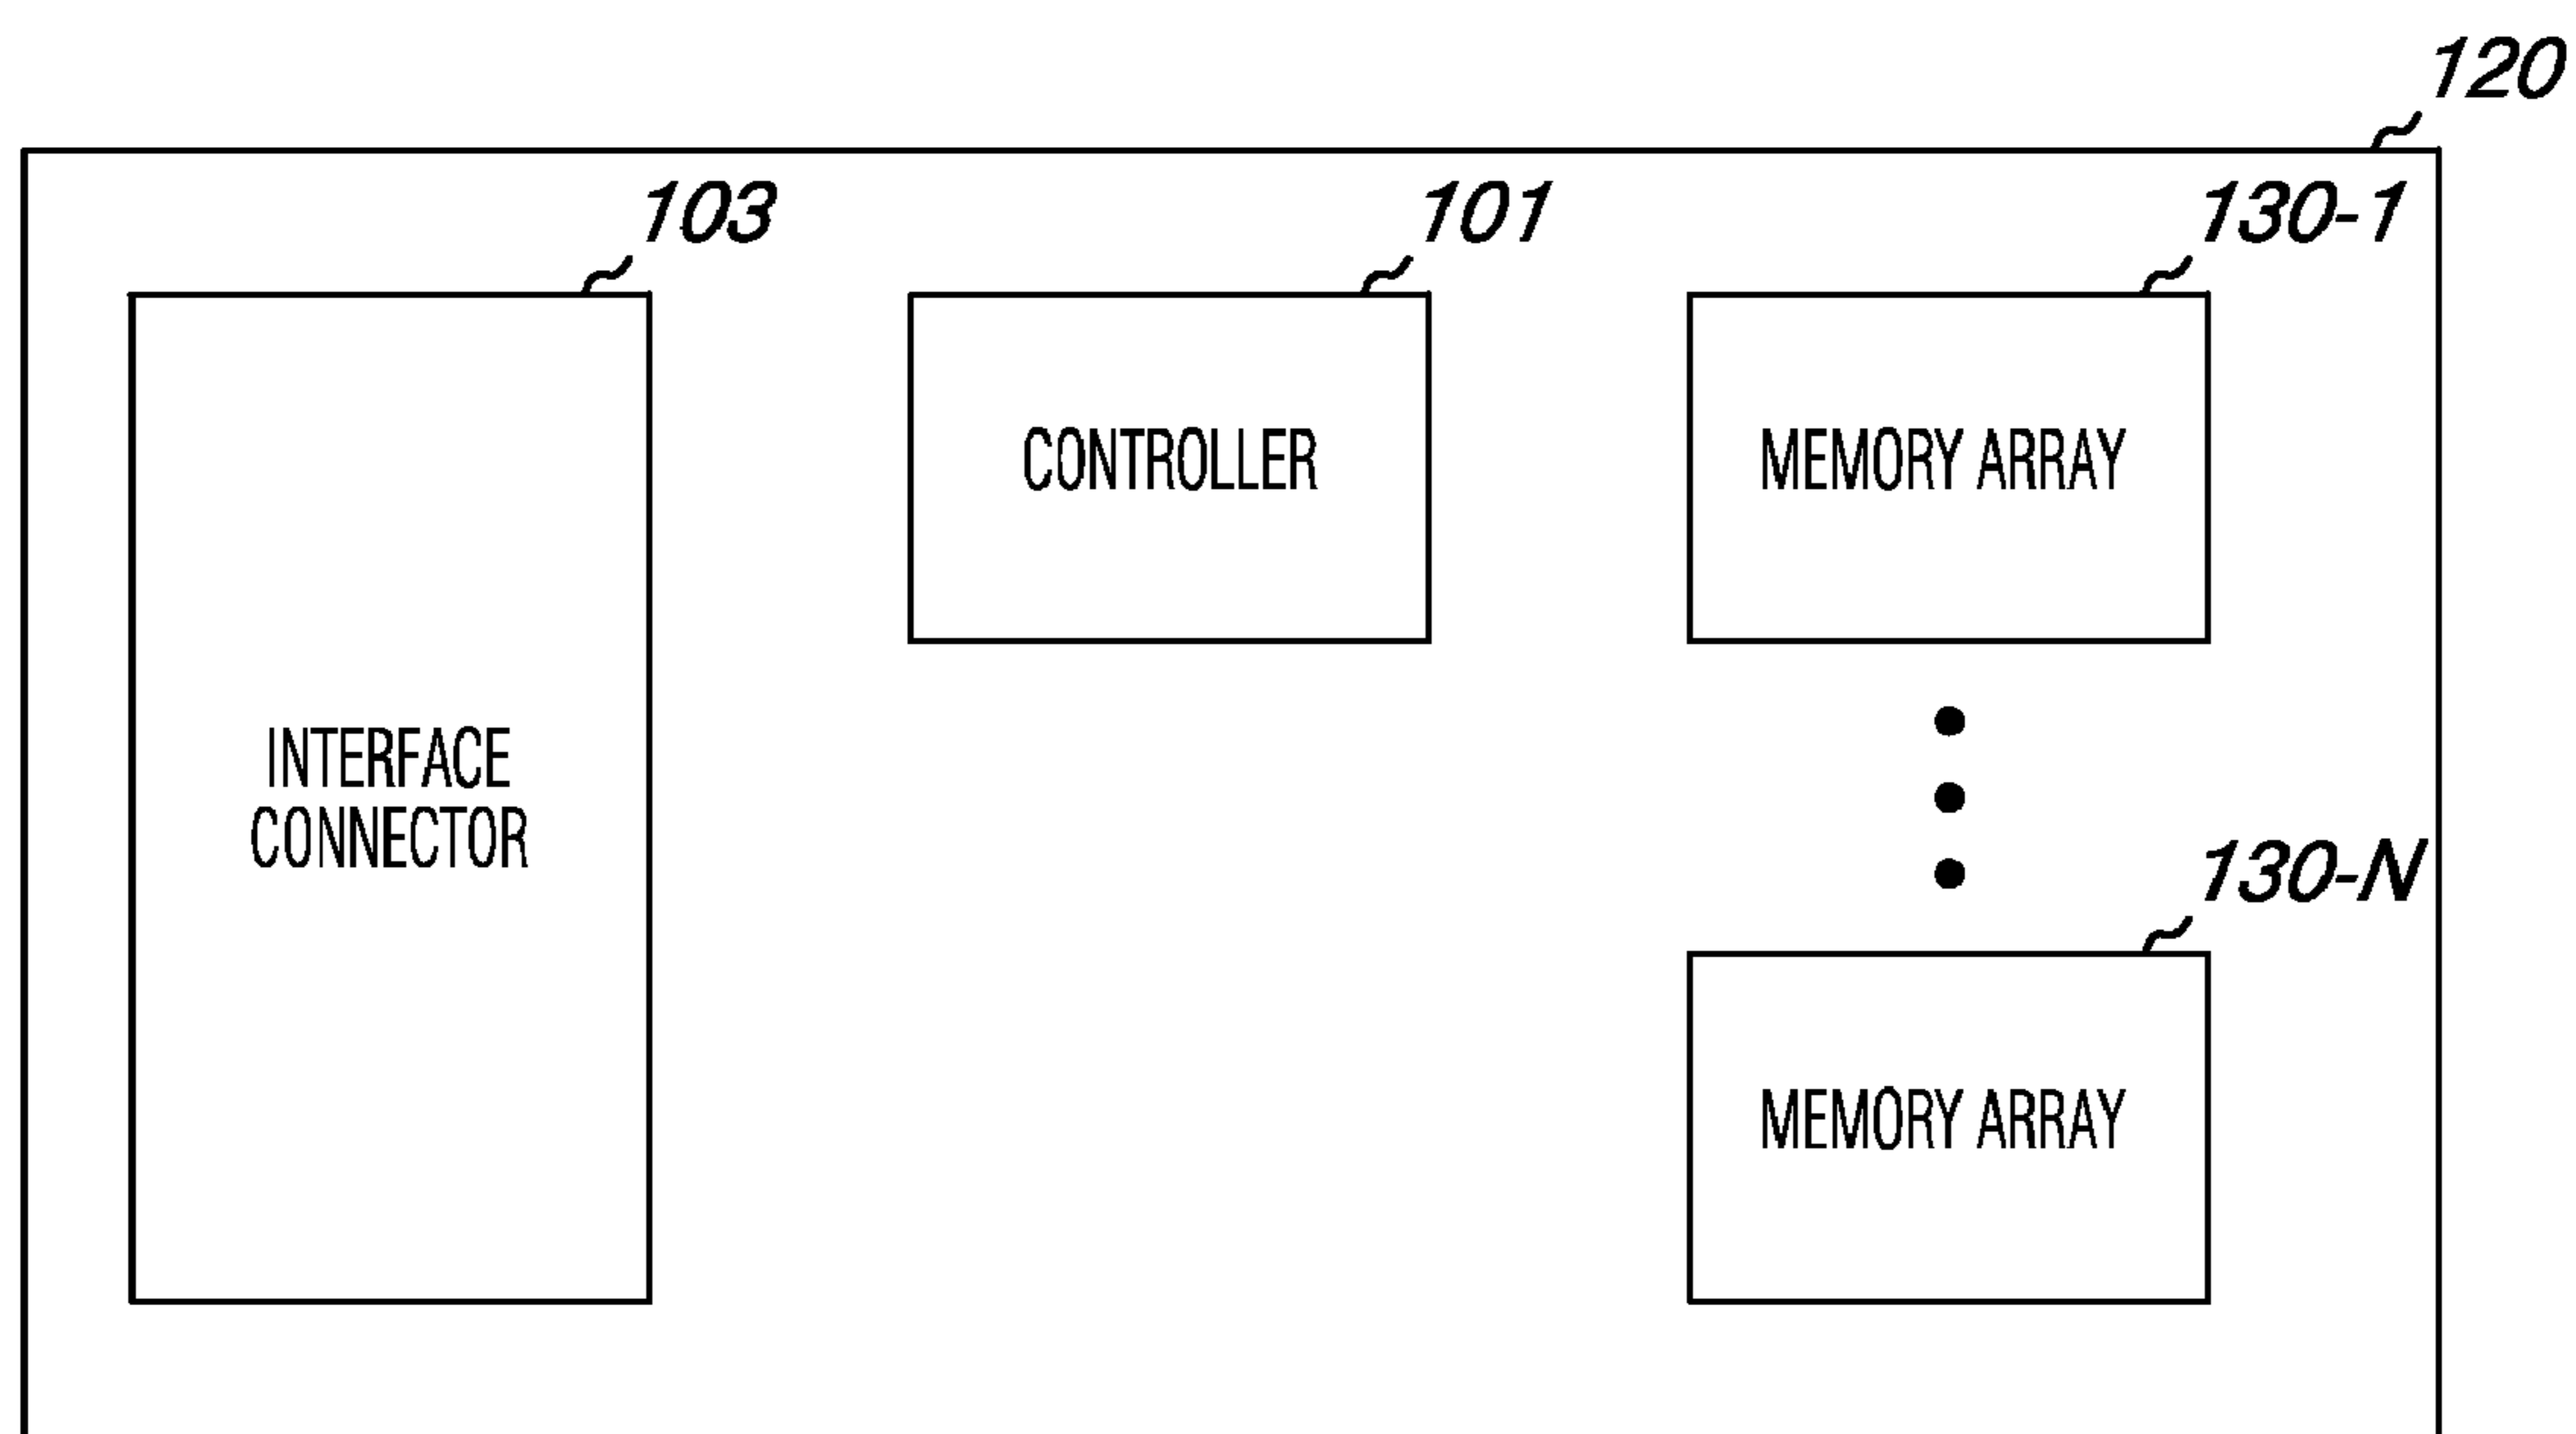 120
103
101
130-1
CONTROLLER
MEMORY ARRAY
INTERFACE
CONNECTOR
130-N
MEMORY ARRAY